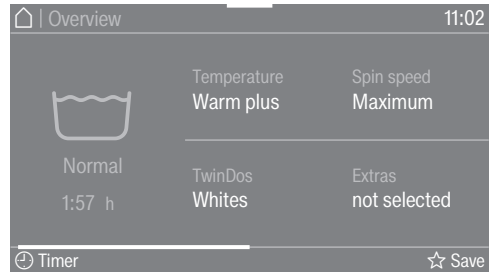 | Overview
11:02
Temperature
Warm plus
Spin speed
Maximum
Normal
1:57 h
TwinDos
Whites
Extras
not selected
Timer
Save